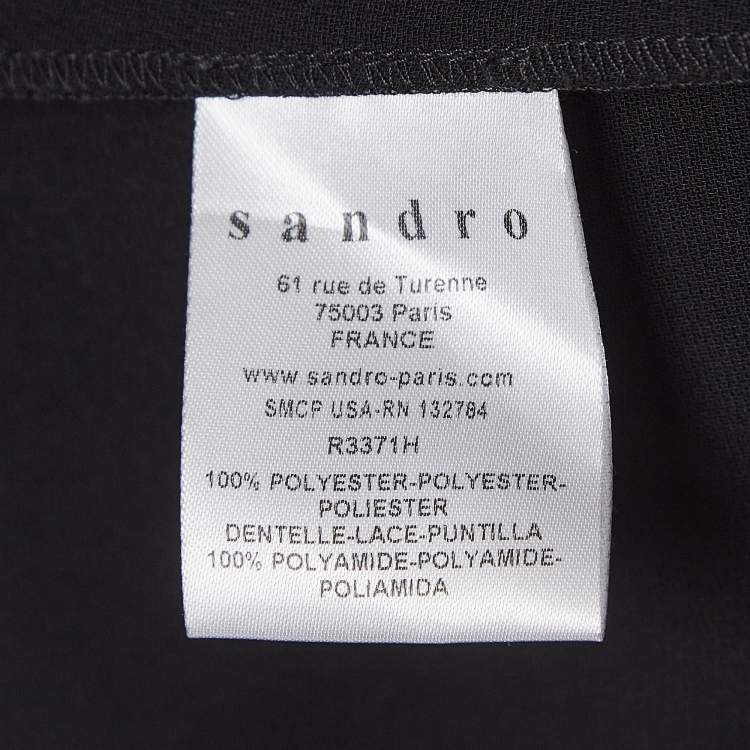 sandro
61 rue de Turenne
75003 Paris
FRANCE
www.sandro-paris.com
SMCP USA-RN 132784
R3371H
100% POLYESTER-POLYESTER-
POLIESTER
DENTELLE-LACE-PUNTILLA
100% POLYAMIDE-POLYAMIDE-
POLIAMIDA